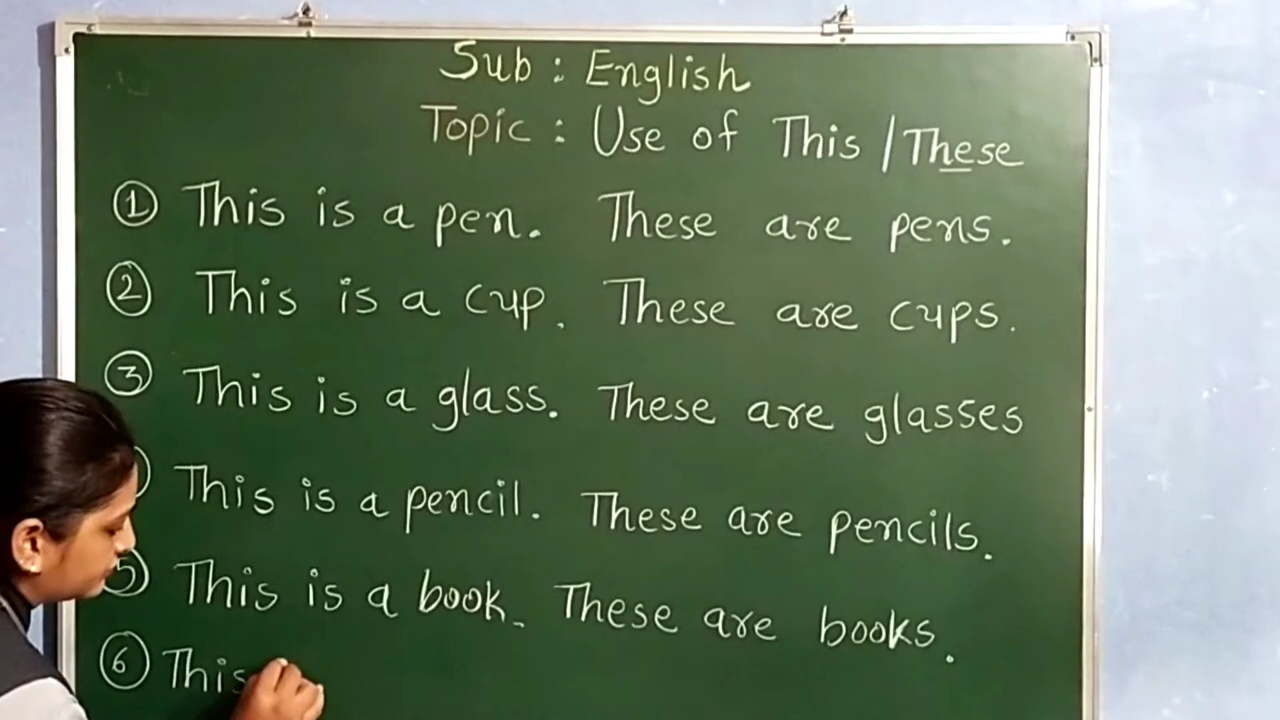 Sub : English
Topic : Use of This / These
① This is a pen. These are pens.
② This is a cup. These are cups.
③ This is a glass. These are glasses
This is a pencil. These are pencils.
5 This is a book. These are books.
⑥ This